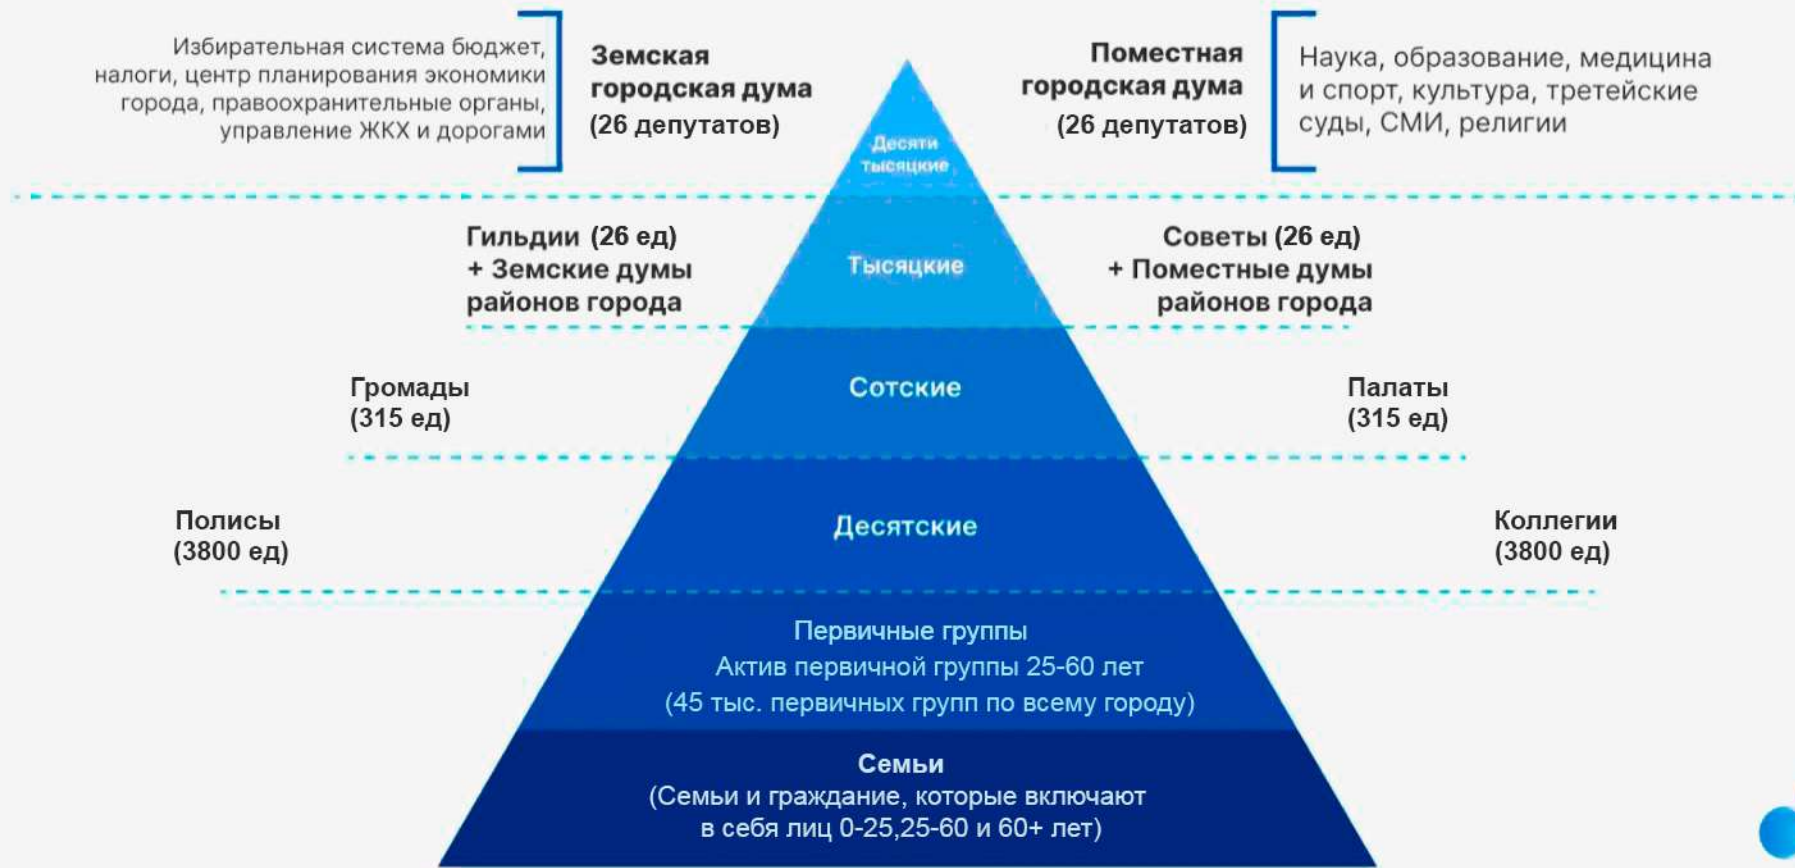 Избирательная система бюджет,
налоги, центр планирования экономики
города, правоохранительные органы,
управление ЖКХ и дорогами
Земская
городская дума
(26 депутатов)
Десяти
тысяцкие
Поместная
городская дума
(26 депутатов)
Наука, образование, медицина
и спорт, культура, третейские
суды, СМИ, религии
Гильдии (26 ед)
+ Земские думы
районов города
Тысяцкие
Советы (26 ед)
+ Поместные думы
районов города
Громады
(315 ед)
Сотские
Палаты
(315 ед)
Полисы
(3800 ед)
Десятские
Коллегии
(3800 ед)
Первичные группы
Актив первичной группы 25-60 лет
(45 тыс. первичных групп по всему городу)
Семьи
(Семьи и граждание, которые включают
в себя лиц 0-25,25-60 и 60+ лет)